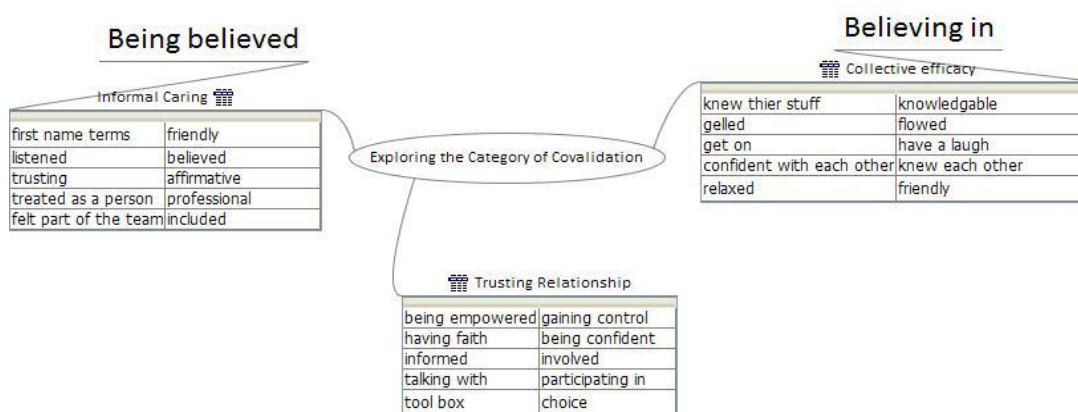 Being believed
Believing in
Informal Caring
first name terms friendly
listened believed
trusting affirmative
treated as a person professional
felt part of the team included
Exploring the Category of Covalidation
Collective efficacy
knew thier stuff knowledgable
gelled flowed
get on have a laugh
confident with each other knew each other
relaxed friendly
Trusting Relationship
being empowered gaining control
having faith being confident
informed involved
talking with participating in
tool box choice